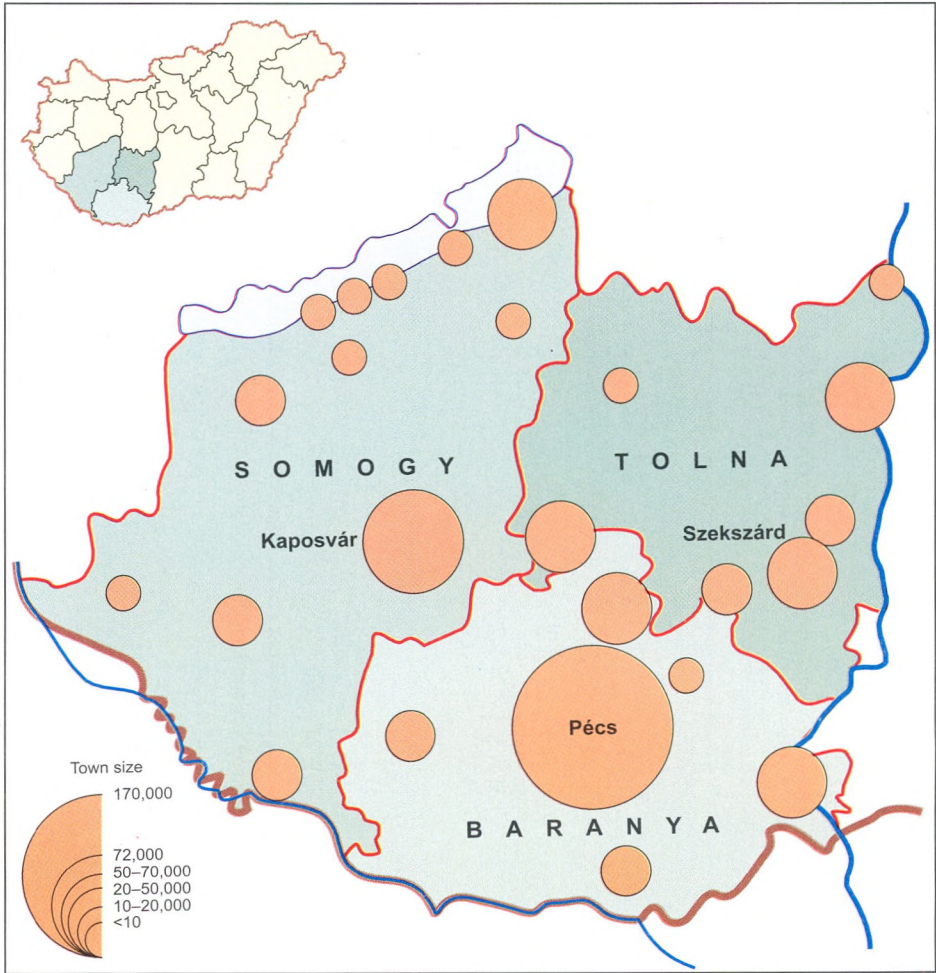 SOMOGY
TOLNA
Kaposvár
Szekszárd
Pécs
BARANYA
Town size
170,000
72,000
50–70,000
20–50,000
10–20,000
<10